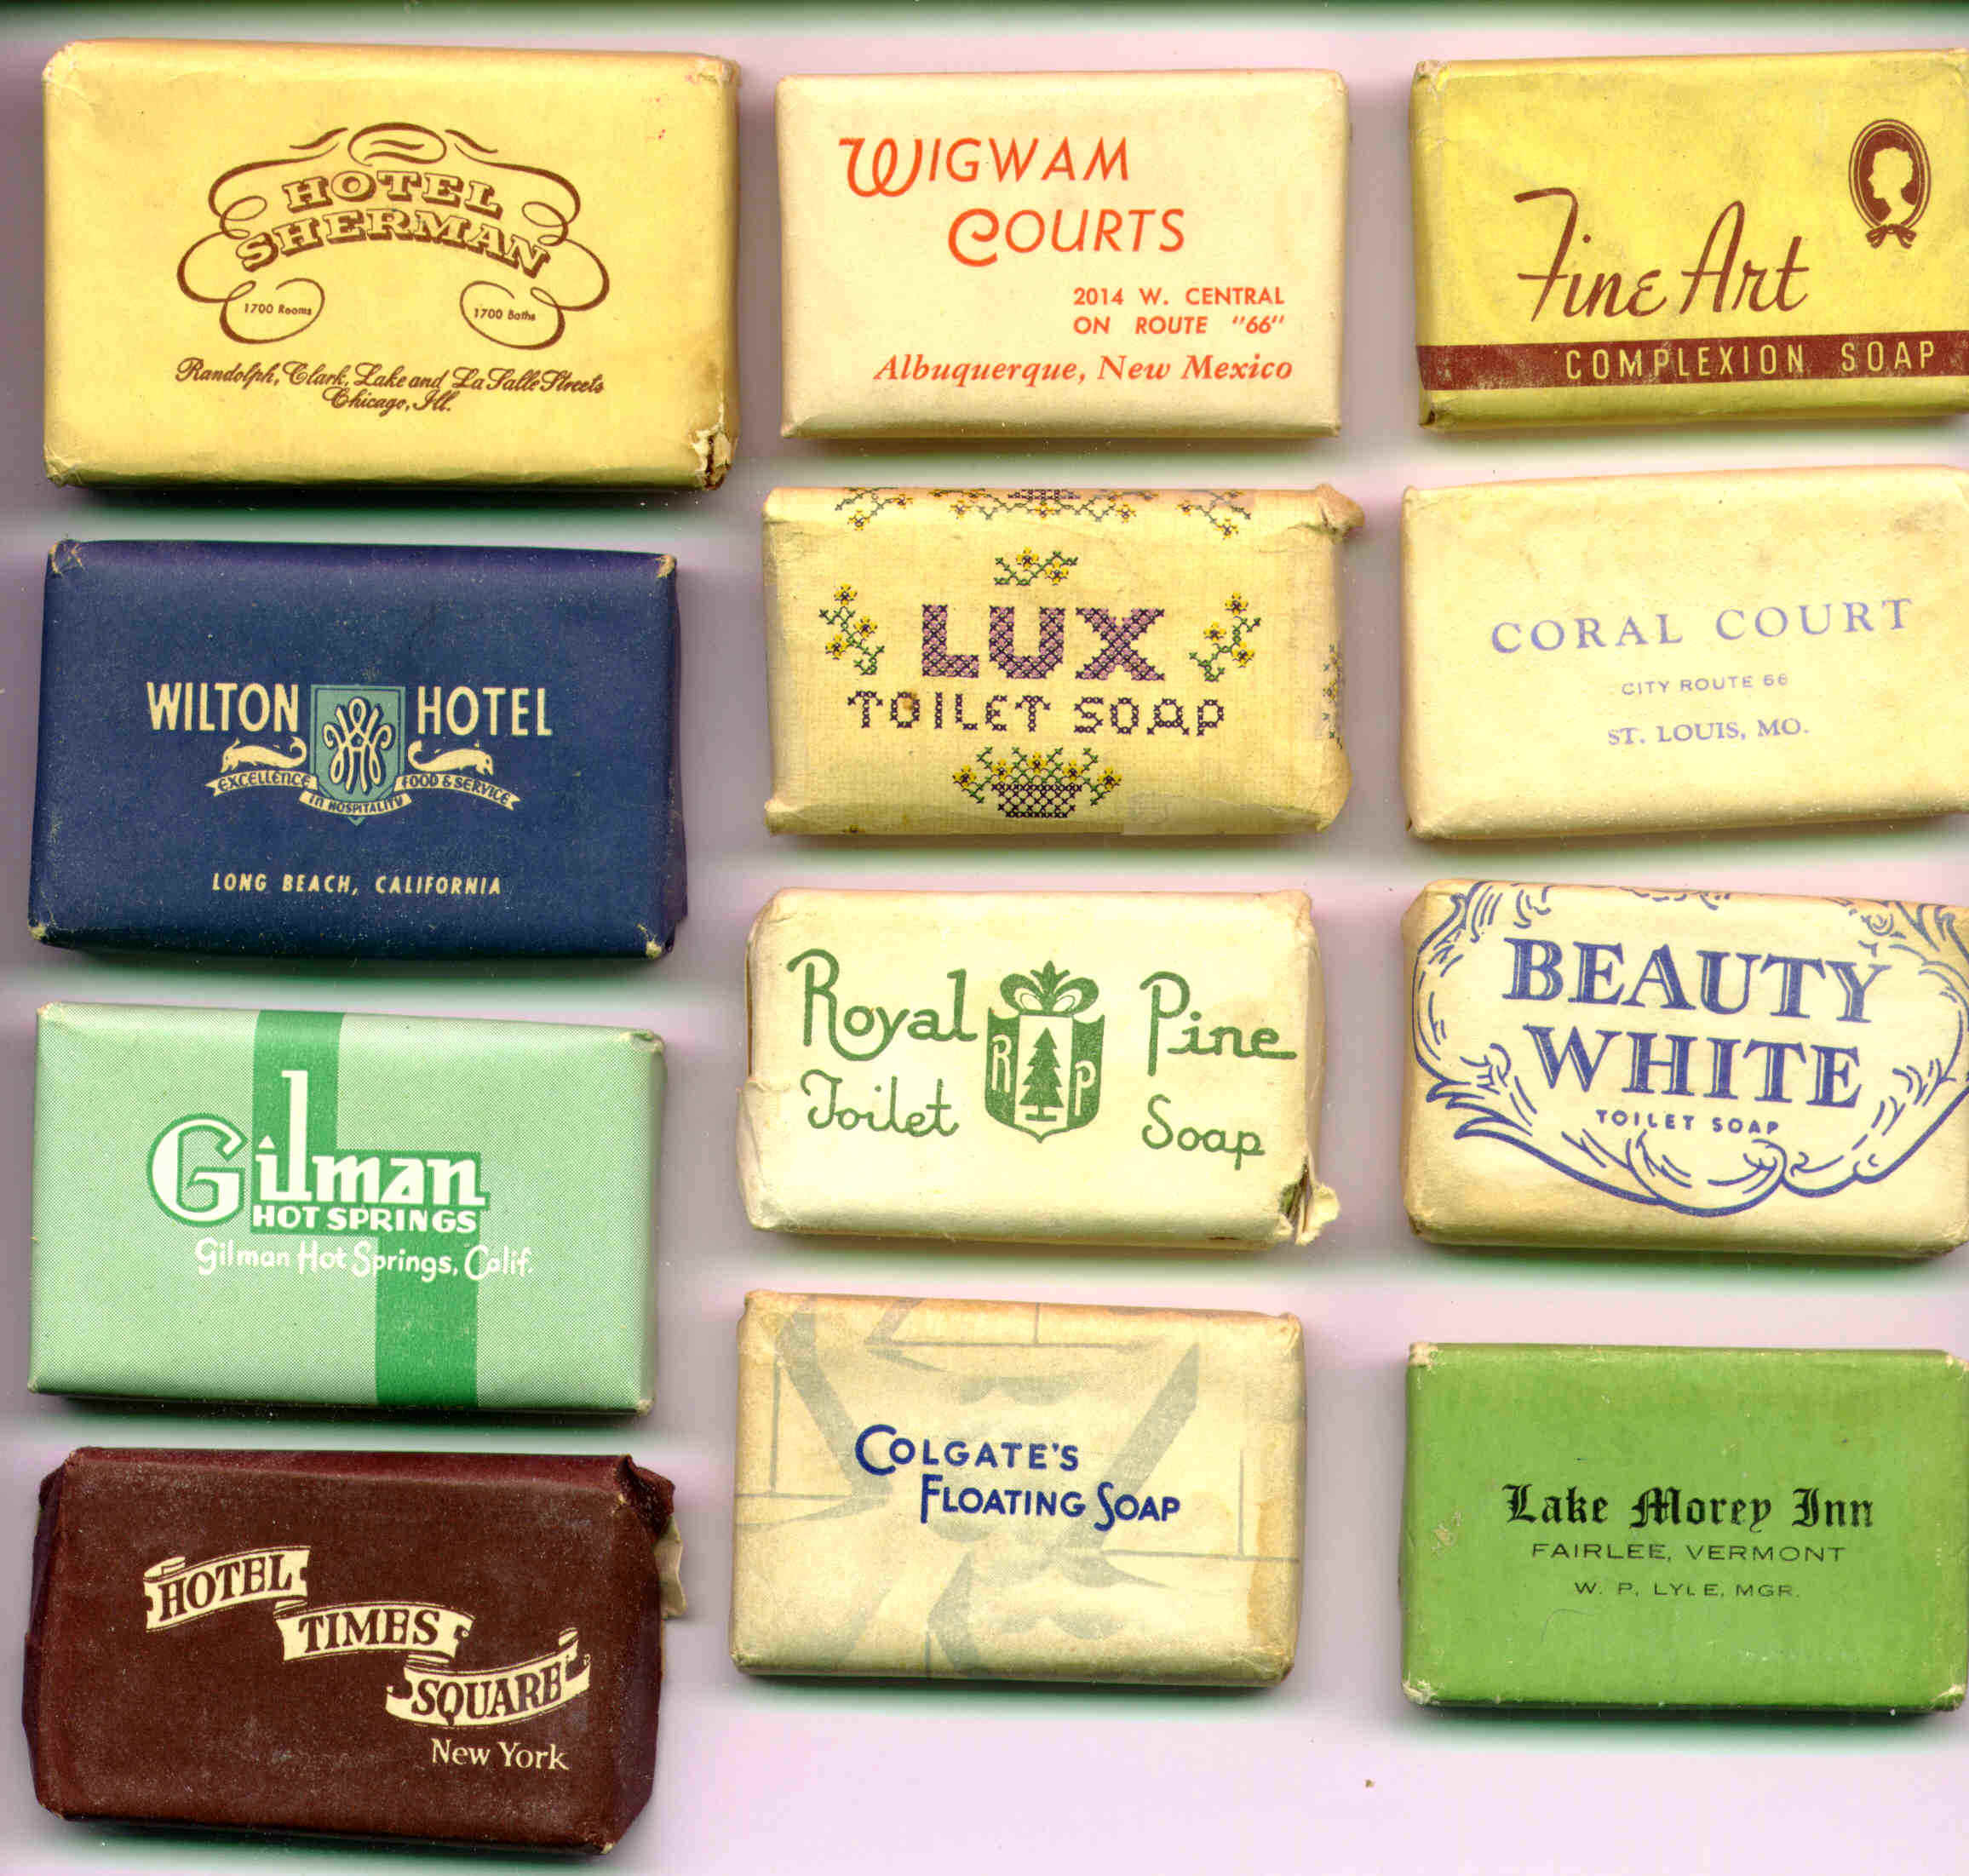 HOTEL
SHERMAN
1700 Rooms
1700 Baths
Randolph, Clark, Lake and La Salle Streets
Chicago, Ill.
WIGWAM
COURTS
2014 W. CENTRAL
ON ROUTE "66"
Albuquerque, New Mexico
Fine Art
COMPLEXION SOAP
WILTON HOTEL
EXCELLENCE
in HOSPITALITY
FOOD & SERVICE
LONG BEACH, CALIFORNIA
LUX
TOILET SOAP
CORAL COURT
CITY ROUTE 66
ST. LOUIS, MO.
Gilman
HOT SPRINGS
Gilman Hot Springs, Calif.
Royal Pine
R P
Toilet Soap
BEAUTY
WHITE
TOILET SOAP
HOTEL
TIMES
SQUARE
New York
COLGATE'S
FLOATING SOAP
Lake Morey Inn
FAIRLEE, VERMONT
W. P. LYLE, MGR.